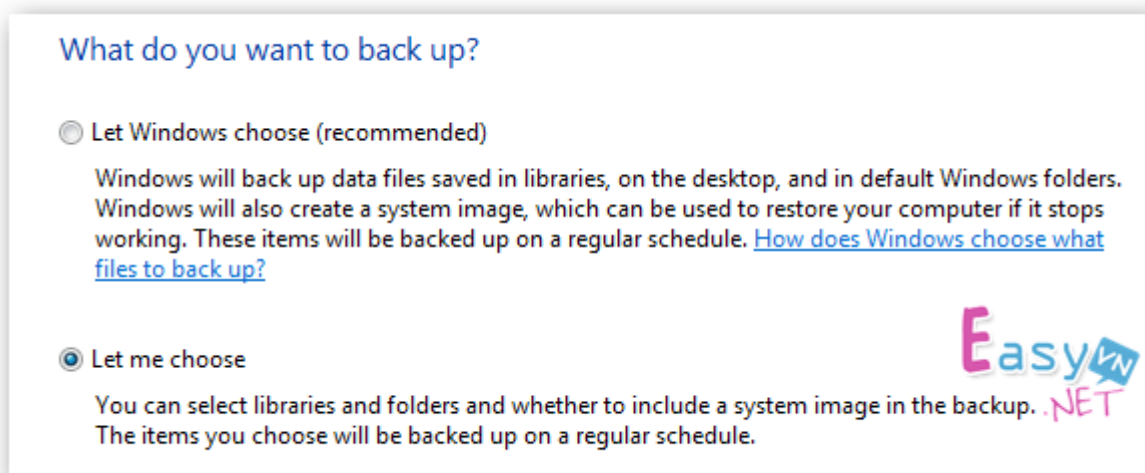 What do you want to back up?
Let Windows choose (recommended)
Windows will back up data files saved in libraries, on the desktop, and in default Windows folders.
Windows will also create a system image, which can be used to restore your computer if it stops
working. These items will be backed up on a regular schedule. How does Windows choose what
files to back up?
Let me choose
You can select libraries and folders and whether to include a system image in the backup.
The items you choose will be backed up on a regular schedule.
Easy VN
.NET